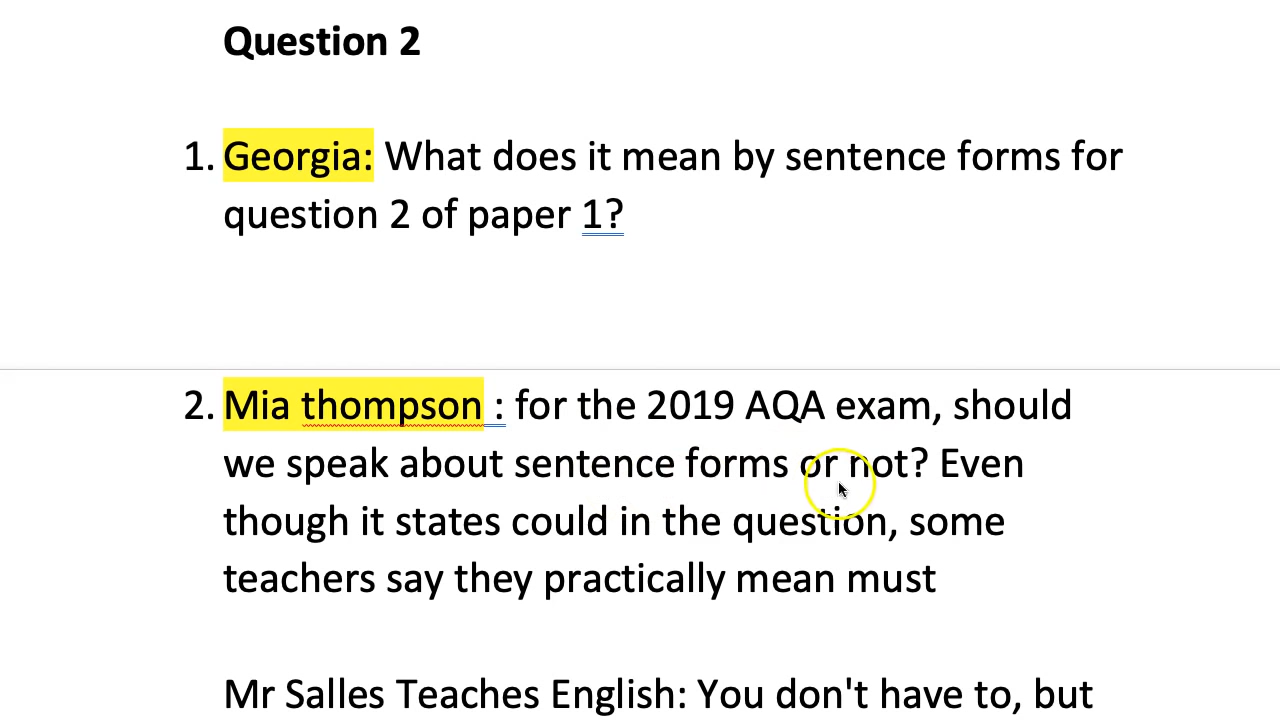 Question 2
1. Georgia: What does it mean by sentence forms for
question 2 of paper 1?
2. Mia thompson : for the 2019 AQA exam, should
we speak about sentence forms or not? Even
though it states could in the question, some
teachers say they practically mean must
Mr Salles Teaches English: You don't have to, but